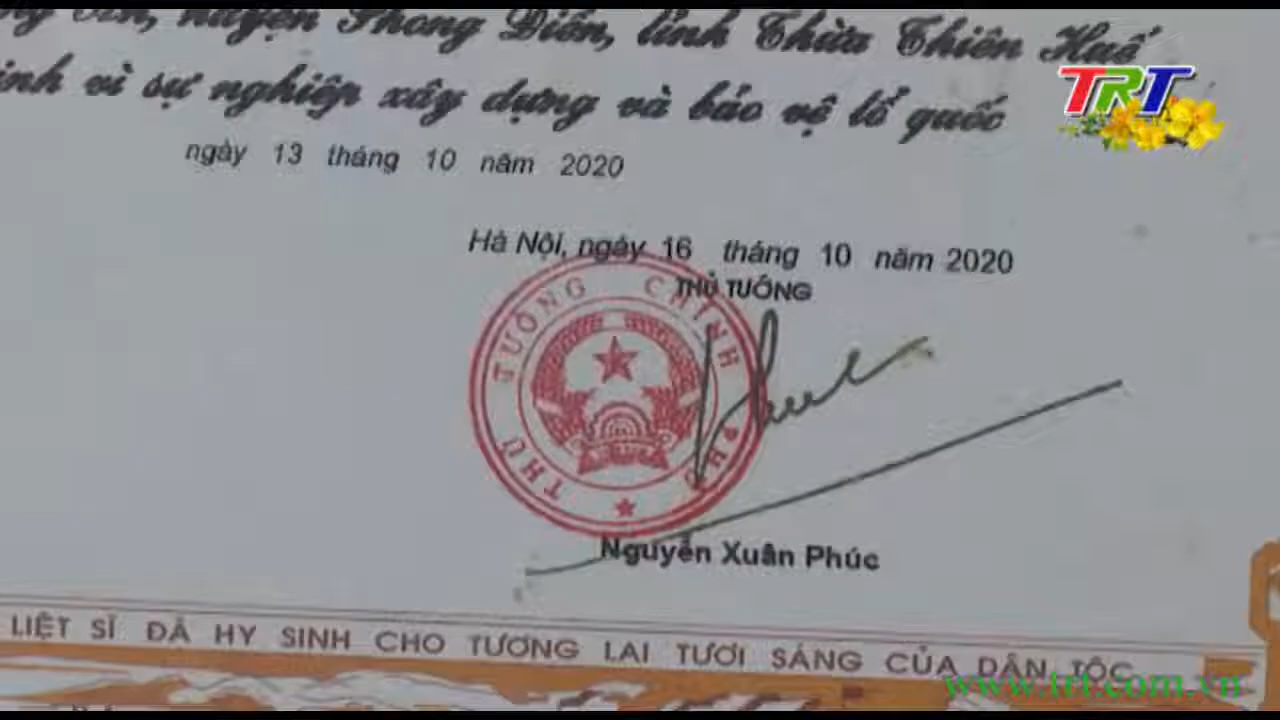 huyện Phong Điền, tỉnh Thừa Thiên Huế
sinh vì sự nghiệp xây dựng và bảo vệ tổ quốc
TRT
ngày 13 tháng 10 năm 2020
Hà Nội, ngày 16 tháng 10 năm 2020
THỦ TƯỚNG
THỦ TƯỚNG CHÍNH PHỦ
Nguyễn Xuân Phúc
LIỆT SĨ ĐÃ HY SINH CHO TƯƠNG LAI TƯƠI SÁNG CỦA DÂN TỘC
www.trt.com.vn